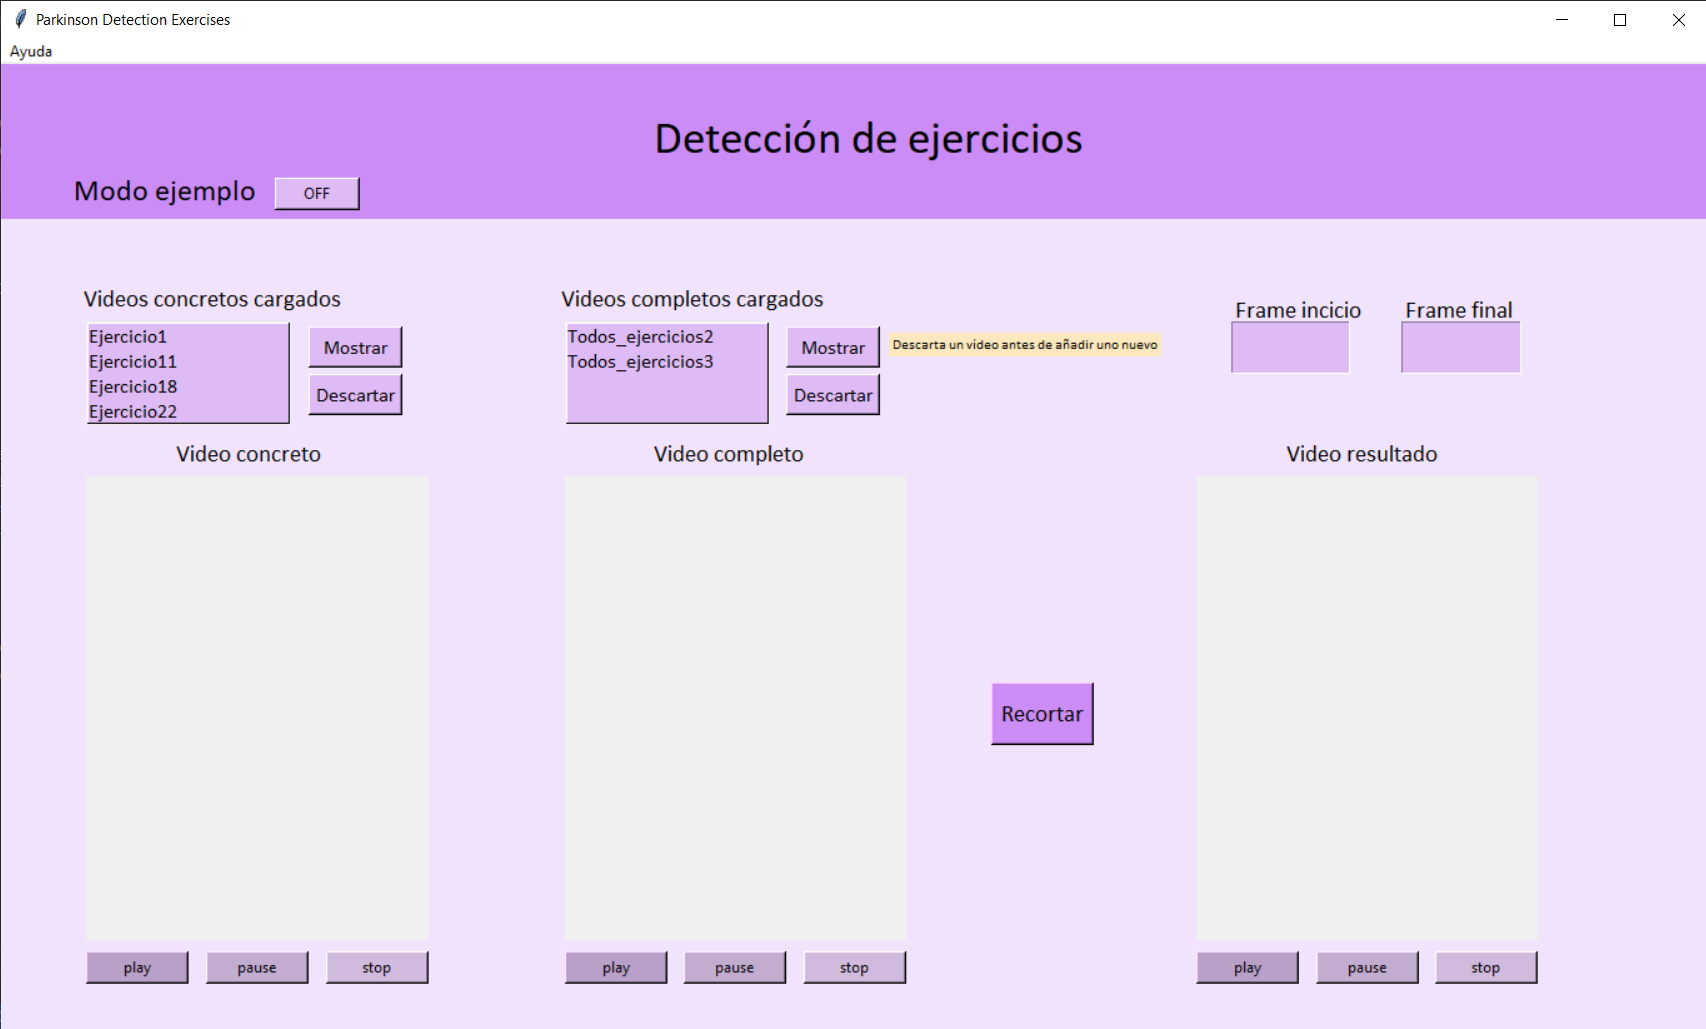 Parkinson Detection Exercises
Ayuda
Detección de ejercicios
Modo ejemplo
OFF
Videos concretos cargados
Ejercicio1
Ejercicio11
Ejercicio18
Ejercicio22
Mostrar
Descartar
Videos completos cargados
Todos_ejercicios2
Todos_ejercicios3
Mostrar
Descartar
Descarta un vídeo antes de añadir uno nuevo
Frame incicio
Frame final
Video concreto
Video completo
Video resultado
Recortar
play
pause
stop
play
pause
stop
play
pause
stop